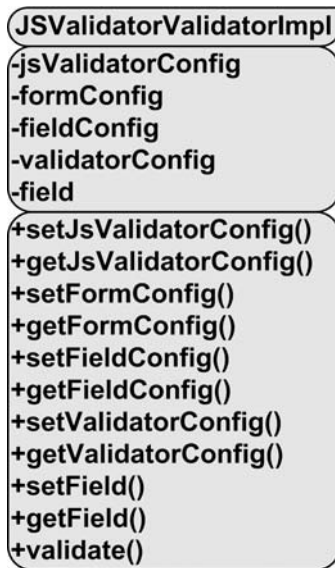 JSValidatorValidatorImpl
-jsValidatorConfig
-formConfig
-fieldConfig
-validatorConfig
-field
+setJsValidatorConfig()
+getJsValidatorConfig()
+setFormConfig()
+getFormConfig()
+setFieldConfig()
+getFieldConfig()
+setValidatorConfig()
+getValidatorConfig()
+setField()
+getField()
+validate()